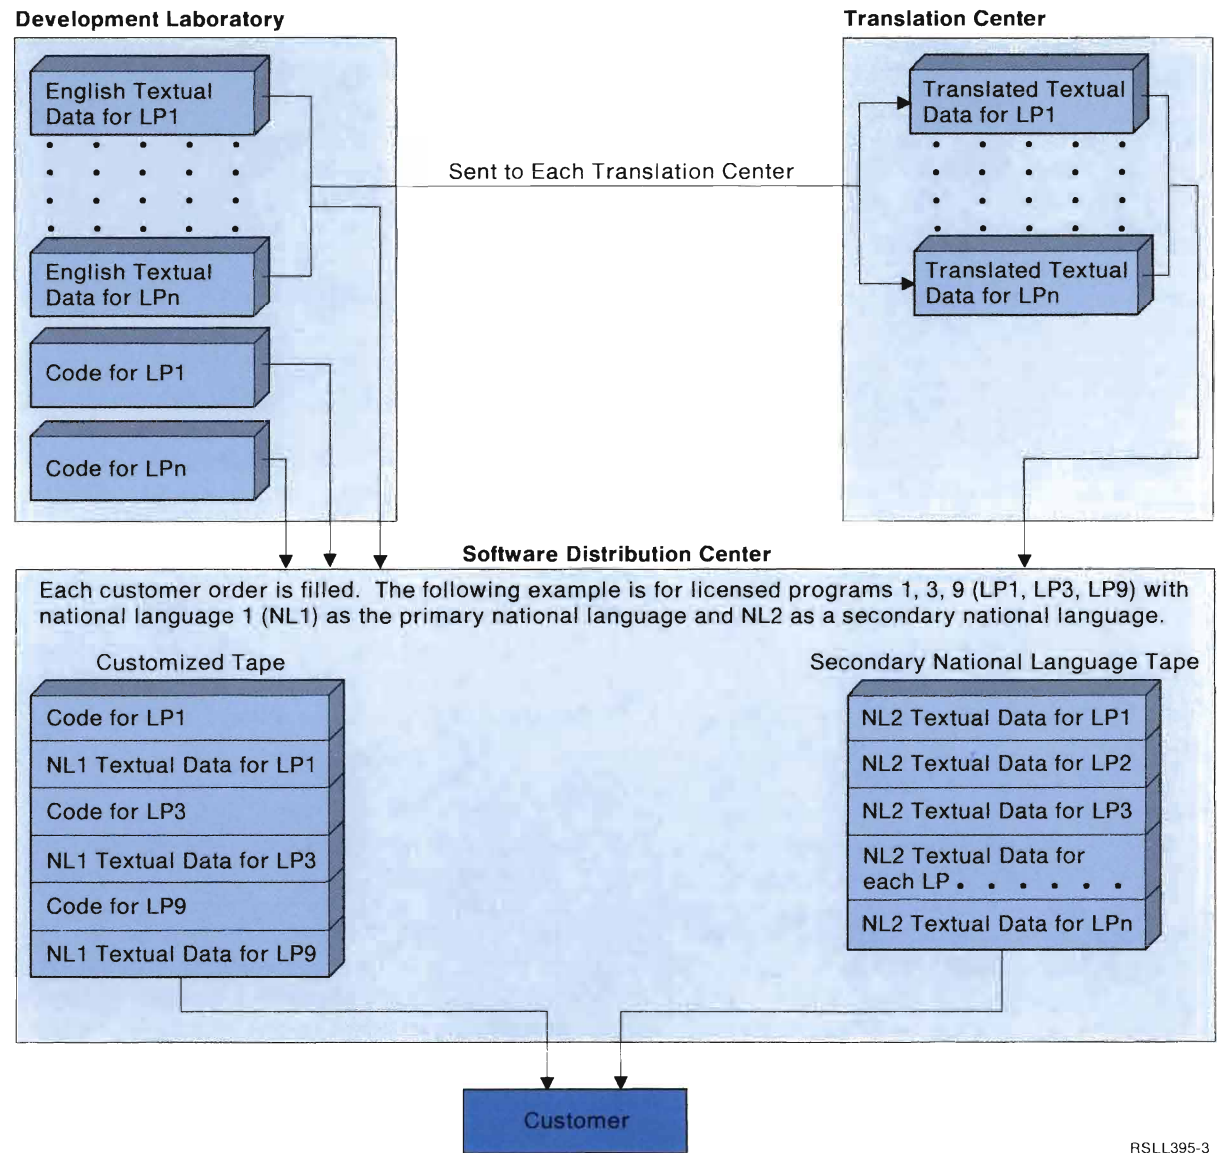 Development Laboratory
Translation Center
English Textual
Data for LP1
Translated Textual
Data for LP1
Sent to Each Translation Center
English Textual
Data for LPn
Translated Textual
Data for LPn
Code for LP1
Code for LPn
Software Distribution Center
Each customer order is filled. The following example is for licensed programs 1, 3, 9 (LP1, LP3, LP9) with
national language 1 (NL1) as the primary national language and NL2 as a secondary national language.
Customized Tape
Code for LP1
NL1 Textual Data for LP1
Code for LP3
NL1 Textual Data for LP3
Code for LP9
NL1 Textual Data for LP9
Secondary National Language Tape
NL2 Textual Data for LP1
NL2 Textual Data for LP2
NL2 Textual Data for LP3
NL2 Textual Data for
each LP . . . . . .
NL2 Textual Data for LPn
Customer
RSLL395-3